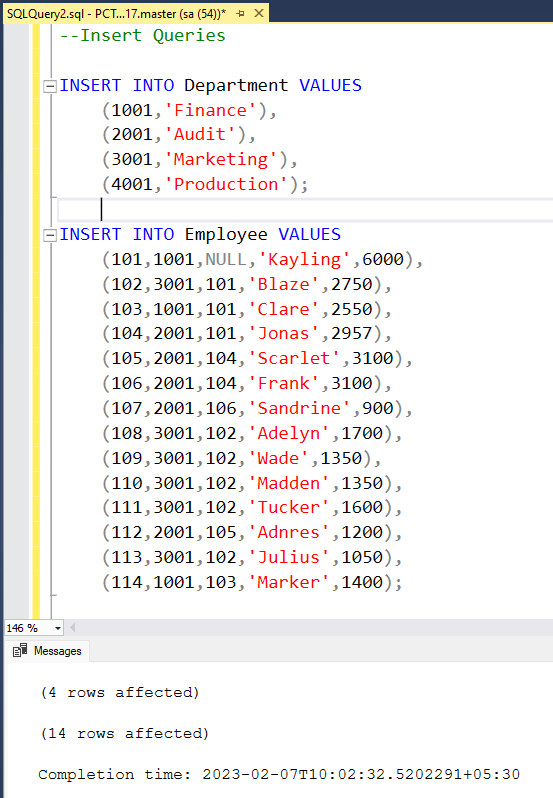 SQLQuery2.sql - PCT...17.master (sa (54))*
--Insert Queries
INSERT INTO Department VALUES
(1001,'Finance'),
(2001,'Audit'),
(3001,'Marketing'),
(4001,'Production');
INSERT INTO Employee VALUES
(101,1001,NULL,'Kayling',6000),
(102,3001,101,'Blaze',2750),
(103,1001,101,'Clare',2550),
(104,2001,101,'Jonas',2957),
(105,2001,104,'Scarlet',3100),
(106,2001,104,'Frank',3100),
(107,2001,106,'Sandrine',900),
(108,3001,102,'Adelyn',1700),
(109,3001,102,'Wade',1350),
(110,3001,102,'Madden',1350),
(111,3001,102,'Tucker',1600),
(112,2001,105,'Adnres',1200),
(113,3001,102,'Julius',1050),
(114,1001,103,'Marker',1400);
146 %
Messages
(4 rows affected)
(14 rows affected)
Completion time: 2023-02-07T10:02:32.5202291+05:30